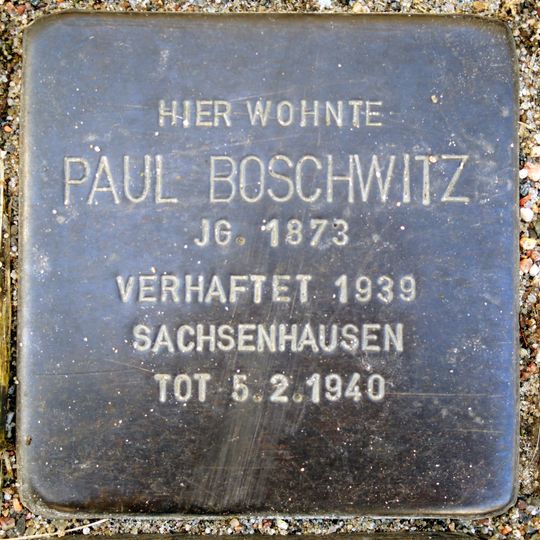 HIER WOHNTE
PAUL BOSCHWITZ
JG. 1873
VERHAFTET 1939
SACHSENHAUSEN
TOT 5.2.1940